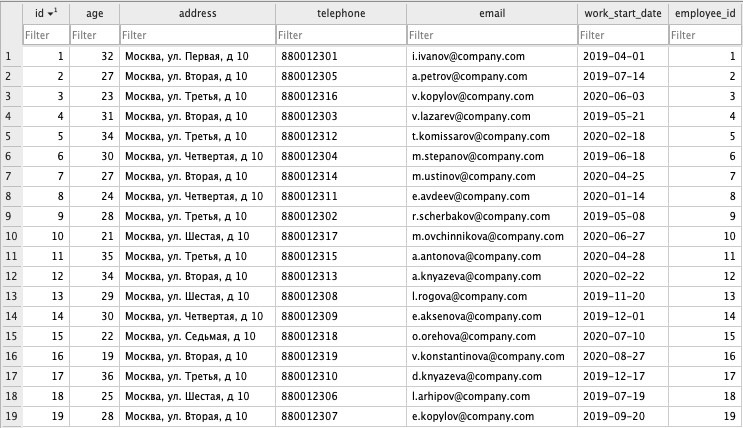 id age address telephone email work_start_date employee_id
Filter Filter Filter Filter Filter Filter Filter
1 1 32 Москва, ул. Первая, д 10 880012301 i.ivanov@company.com 2019-04-01 1
2 2 27 Москва, ул. Вторая, д 10 880012305 a.petrov@company.com 2019-07-14 2
3 3 23 Москва, ул. Третья, д 10 880012316 v.kopylov@company.com 2020-06-03 3
4 4 31 Москва, ул. Вторая, д 10 880012303 v.lazarev@company.com 2019-05-21 4
5 5 34 Москва, ул. Третья, д 10 880012312 t.komissarov@company.com 2020-02-18 5
6 6 30 Москва, ул. Четвертая, д 10 880012304 m.stepanov@company.com 2019-06-18 6
7 7 27 Москва, ул. Вторая, д 10 880012314 m.ustinov@company.com 2020-04-25 7
8 8 24 Москва, ул. Четвертая, д 10 880012311 e.avdeev@company.com 2020-01-14 8
9 9 28 Москва, ул. Третья, д 10 880012302 r.scherbakov@company.com 2019-05-08 9
10 10 21 Москва, ул. Шестая, д 10 880012317 m.ovchinnikova@company.com 2020-06-27 10
11 11 35 Москва, ул. Третья, д 10 880012315 a.antonova@company.com 2020-04-28 11
12 12 34 Москва, ул. Вторая, д 10 880012313 a.knyazeva@company.com 2020-02-22 12
13 13 29 Москва, ул. Шестая, д 10 880012308 l.rogova@company.com 2019-11-20 13
14 14 30 Москва, ул. Четвертая, д 10 880012309 e.aksenova@company.com 2019-12-01 14
15 15 22 Москва, ул. Седьмая, д 10 880012318 o.orehova@company.com 2020-07-10 15
16 16 19 Москва, ул. Вторая, д 10 880012319 v.konstantinova@company.com 2020-08-27 16
17 17 36 Москва, ул. Третья, д 10 880012310 d.knyazeva@company.com 2019-12-17 17
18 18 25 Москва, ул. Шестая, д 10 880012306 l.arhipov@company.com 2019-07-19 18
19 19 28 Москва, ул. Вторая, д 10 880012307 e.kopylov@company.com 2019-09-20 19